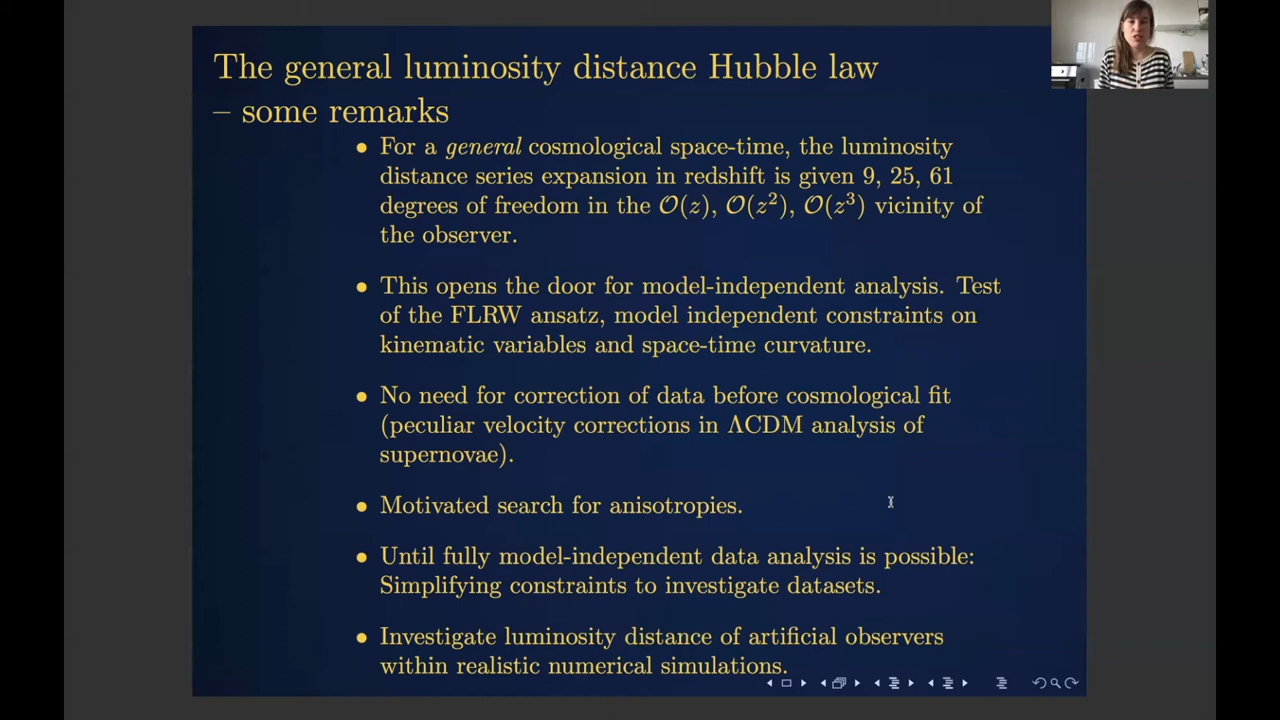 The general luminosity distance Hubble law
– some remarks
• For a general cosmological space-time, the luminosity
distance series expansion in redshift is given 9, 25, 61
degrees of freedom in the 𝒪(z), 𝒪(z²), 𝒪(z³) vicinity of
the observer.
• This opens the door for model-independent analysis. Test
of the FLRW ansatz, model independent constraints on
kinematic variables and space-time curvature.
• No need for correction of data before cosmological fit
(peculiar velocity corrections in ΛCDM analysis of
supernovae).
• Motivated search for anisotropies.
• Until fully model-independent data analysis is possible:
Simplifying constraints to investigate datasets.
• Investigate luminosity distance of artificial observers
within realistic numerical simulations.